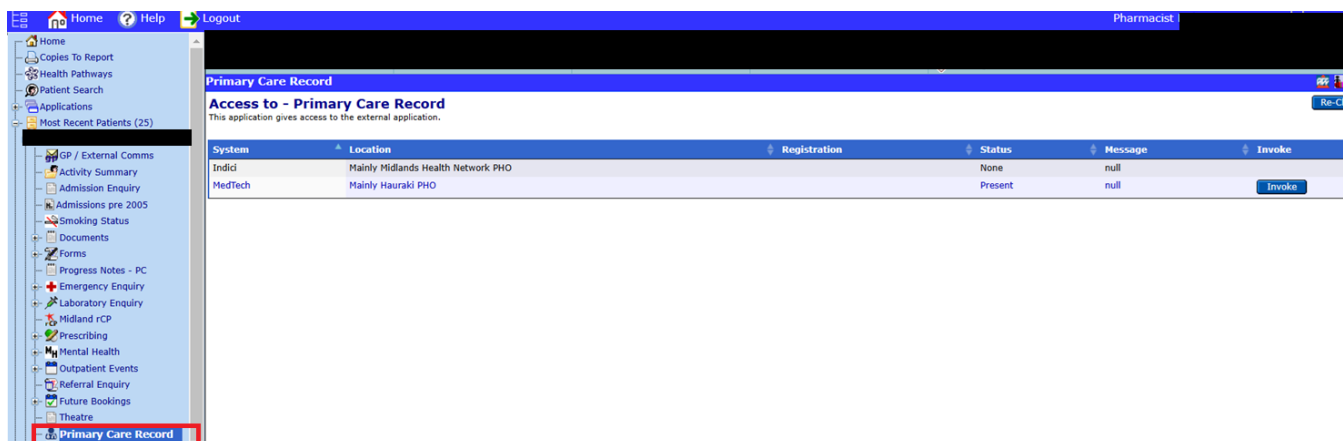 Home Help Logout Pharmacist
Home
Copies To Report
Health Pathways
Patient Search
Applications
Most Recent Patients (25)
GP / External Comms
Activity Summary
Admission Enquiry
Admissions pre 2005
Smoking Status
Documents
Forms
Progress Notes - PC
Emergency Enquiry
Laboratory Enquiry
Midland rCP
Prescribing
Mental Health
Outpatient Events
Referral Enquiry
Future Bookings
Theatre
Primary Care Record
Primary Care Record
Access to - Primary Care Record
Re-C
This application gives access to the external application.
System Location Registration Status Message Invoke
Indici Mainly Midlands Health Network PHO None null
MedTech Mainly Hauraki PHO Present null Invoke